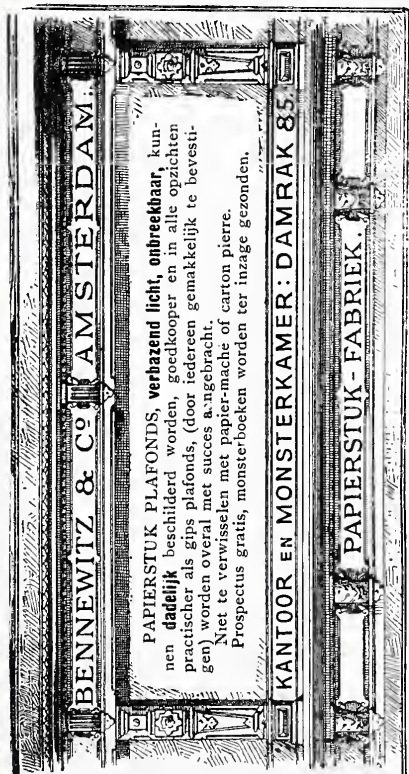 BENNEWITZ & Co AMSTERDAM.
PAPIERSTUK PLAFONDS, verbazend licht, onbreekbaar, kun-
nen dadelijk beschilderd worden, goedkooper en in alle opzichten
practischer als gips plafonds, (door iedereen gemakkelijk te bevesti-
gen) worden overal met succes aangebracht.
Niet te verwisselen met papier-maché of carton pierre.
Prospectus gratis, monsterboeken worden ter inzage gezonden.
KANTOOR EN MONSTERKAMER: DAMRAK 85.
PAPIERSTUK-FABRIEK.